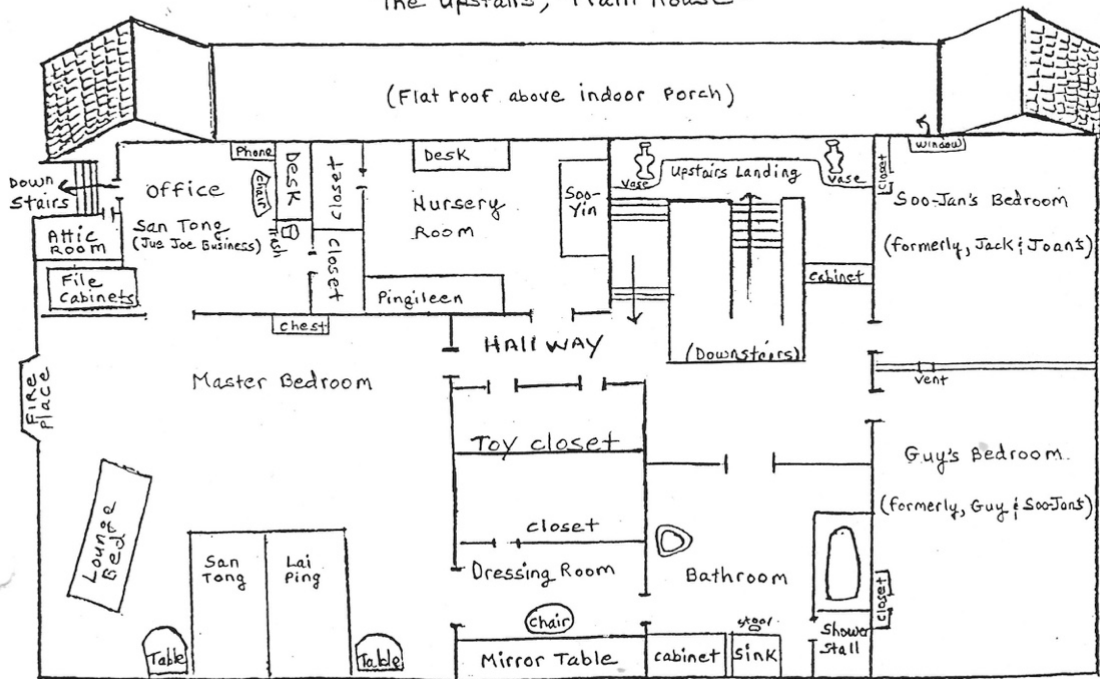 The Upstairs, Main House
(Flat roof above indoor Porch)
Phone
Desk
chair
Trash
closet
closet
Desk
Nursery
Room
Soo-
Yin
Pingileen
Vase
Upstairs Landing
Vase
closet
Window
Down
Stairs
Office
San Tong
(Jue Joe Business)
Attic
Room
File
Cabinets
Soo-Jan's Bedroom
(formerly, Jack & Joan's)
cabinet
(Downstairs)
chest
HALLWAY
Master Bedroom
Fire
Place
Vent
Toy closet
Guy's Bedroom
(formerly, Guy & Soo-Jan's)
Lounge
Bed
San
Tong
Lai
Ping
closet
Dressing Room
Bathroom
closet
chair
stool
Shower
Stall
Table
Table
Mirror Table
cabinet
Sink